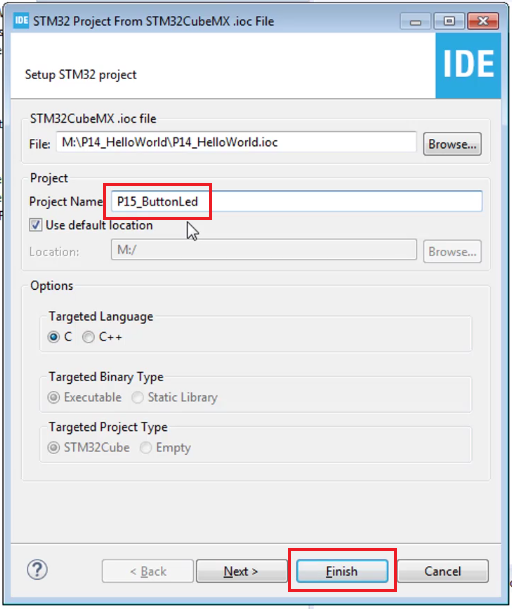 IDE STM32 Project From STM32CubeMX .ioc File
Setup STM32 project
IDE
STM32CubeMX .ioc file
File: M:\P14_HelloWorld\P14_HelloWorld.ioc Browse...
Project
Project Name: P15_ButtonLed
Use default location
Location: M:/ Browse...
Options
Targeted Language
C C++
Targeted Binary Type
Executable Static Library
Targeted Project Type
STM32Cube Empty
? < Back Next > Finish Cancel